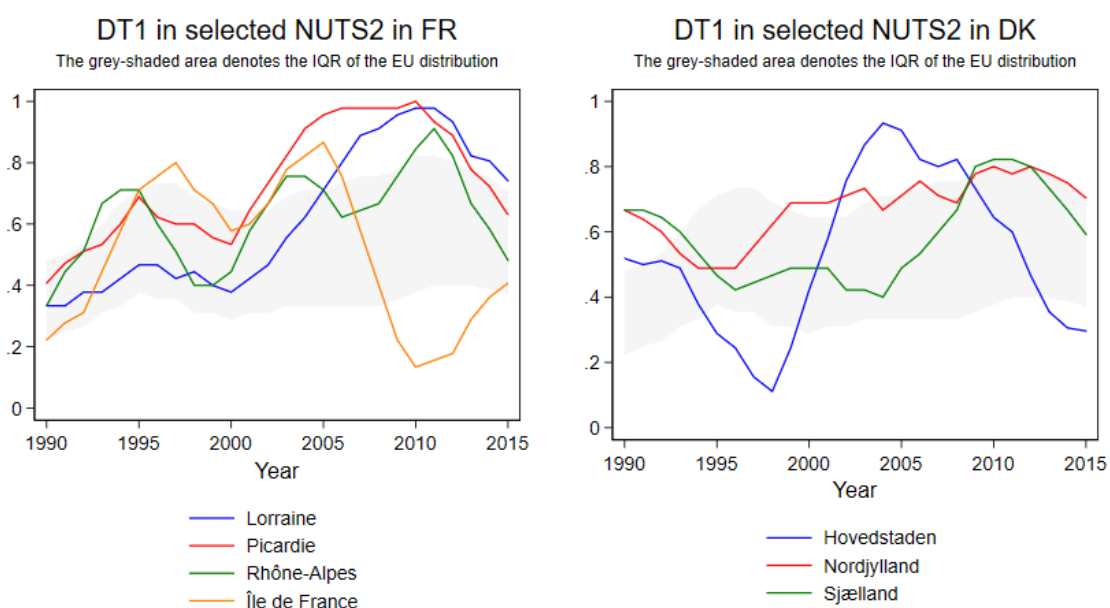 DT1 in selected NUTS2 in FR
The grey-shaded area denotes the IQR of the EU distribution
1
.8
.6
.4
.2
0
1990 1995 2000 2005 2010 2015
Year
Lorraine
Picardie
Rhône-Alpes
Île de France
DT1 in selected NUTS2 in DK
The grey-shaded area denotes the IQR of the EU distribution
1
.8
.6
.4
.2
0
1990 1995 2000 2005 2010 2015
Year
Hovedstaden
Nordjylland
Sjælland